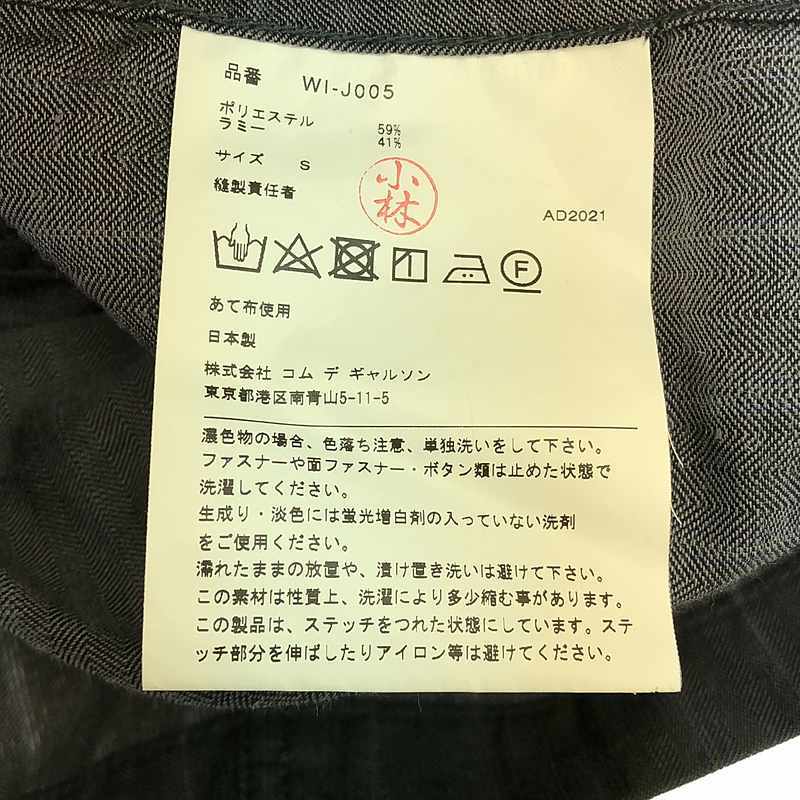 品番 WI-J005
ポリエステル 59%
ラミー 41%
サイズ S
縫製責任者 小林
AD2021
F
あて布使用
日本製
株式会社 コム デ ギャルソン
東京都港区南青山5-11-5
濃色物の場合、色落ち注意、単独洗いをして下さい。
ファスナーや面ファスナー・ボタン類は止めた状態で
洗濯してください。
生成り・淡色には蛍光増白剤の入っていない洗剤
をご使用ください。
濡れたままの放置や、漬け置き洗いは避けて下さい。
この素材は性質上、洗濯により多少縮む事があります。
この製品は、ステッチをつれた状態にしています。ステ
ッチ部分を伸ばしたりアイロン等は避けてください。